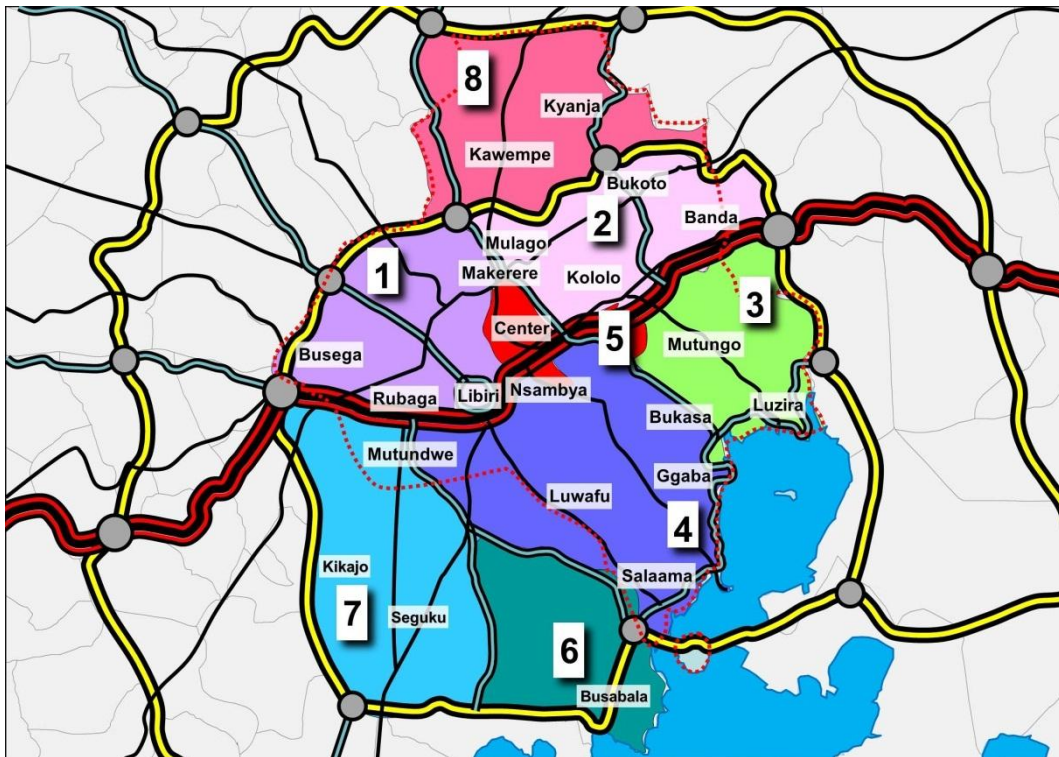 8
Kyanja
Kawempe
Bukoto
2
Banda
Mulago
1
Makerere
Kololo
3
Center
5
Mutungo
Busega
Nsambya
Libiri
Rubaga
Luzira
Bukasa
Mutundwe
Ggaba
Luwafu
4
Salaama
Kikajo
7
Seguku
6
Busabala